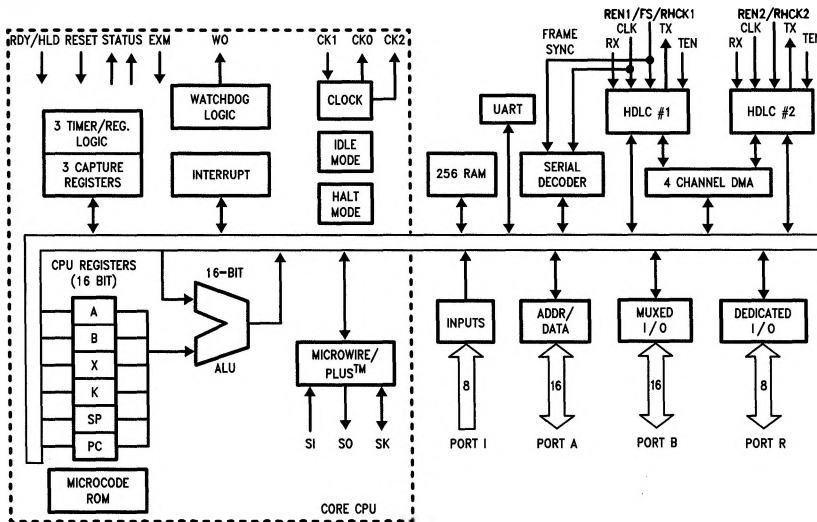 REN1/FS/RHCK1
REN2/RHCK2
RDY/HLD RESET STATUS EXM WO CK1 CK0 CK2
FRAME
SYNC
CLK
RX
TX
TEN
CLK
RX
TX
TEN
3 TIMER/REG.
LOGIC
3 CAPTURE
REGISTERS
WATCHDOG
LOGIC
INTERRUPT
CLOCK
IDLE
MODE
HALT
MODE
UART
256 RAM
SERIAL
DECODER
HDLC #1
HDLC #2
4 CHANNEL DMA
CPU REGISTERS
(16 BIT)
A
B
X
K
SP
PC
16-BIT
ALU
MICROWIRE/
PLUS™
SI SO SK
MICROCODE
ROM
CORE CPU
INPUTS
ADDR/
DATA
MUXED
I/O
DEDICATED
I/O
8
16
16
8
PORT I
PORT A
PORT B
PORT R